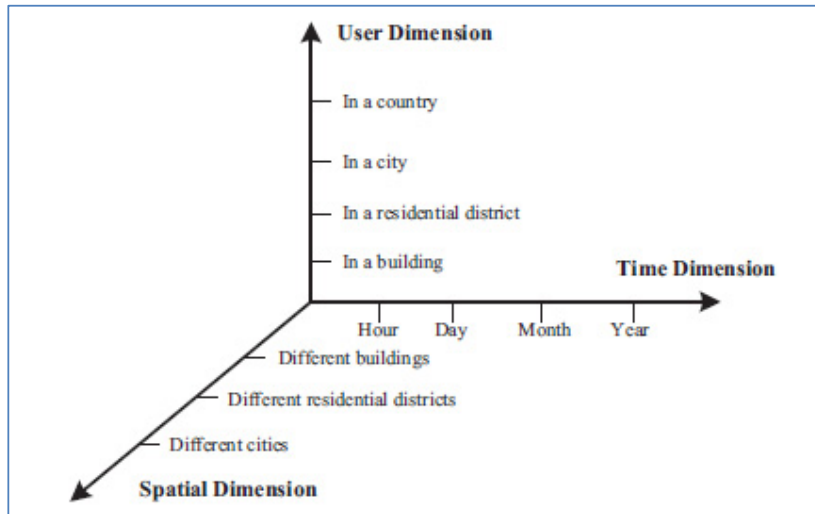 User Dimension
In a country
In a city
In a residential district
In a building
Time Dimension
Hour Day Month Year
Different buildings
Different residential districts
Different cities
Spatial Dimension